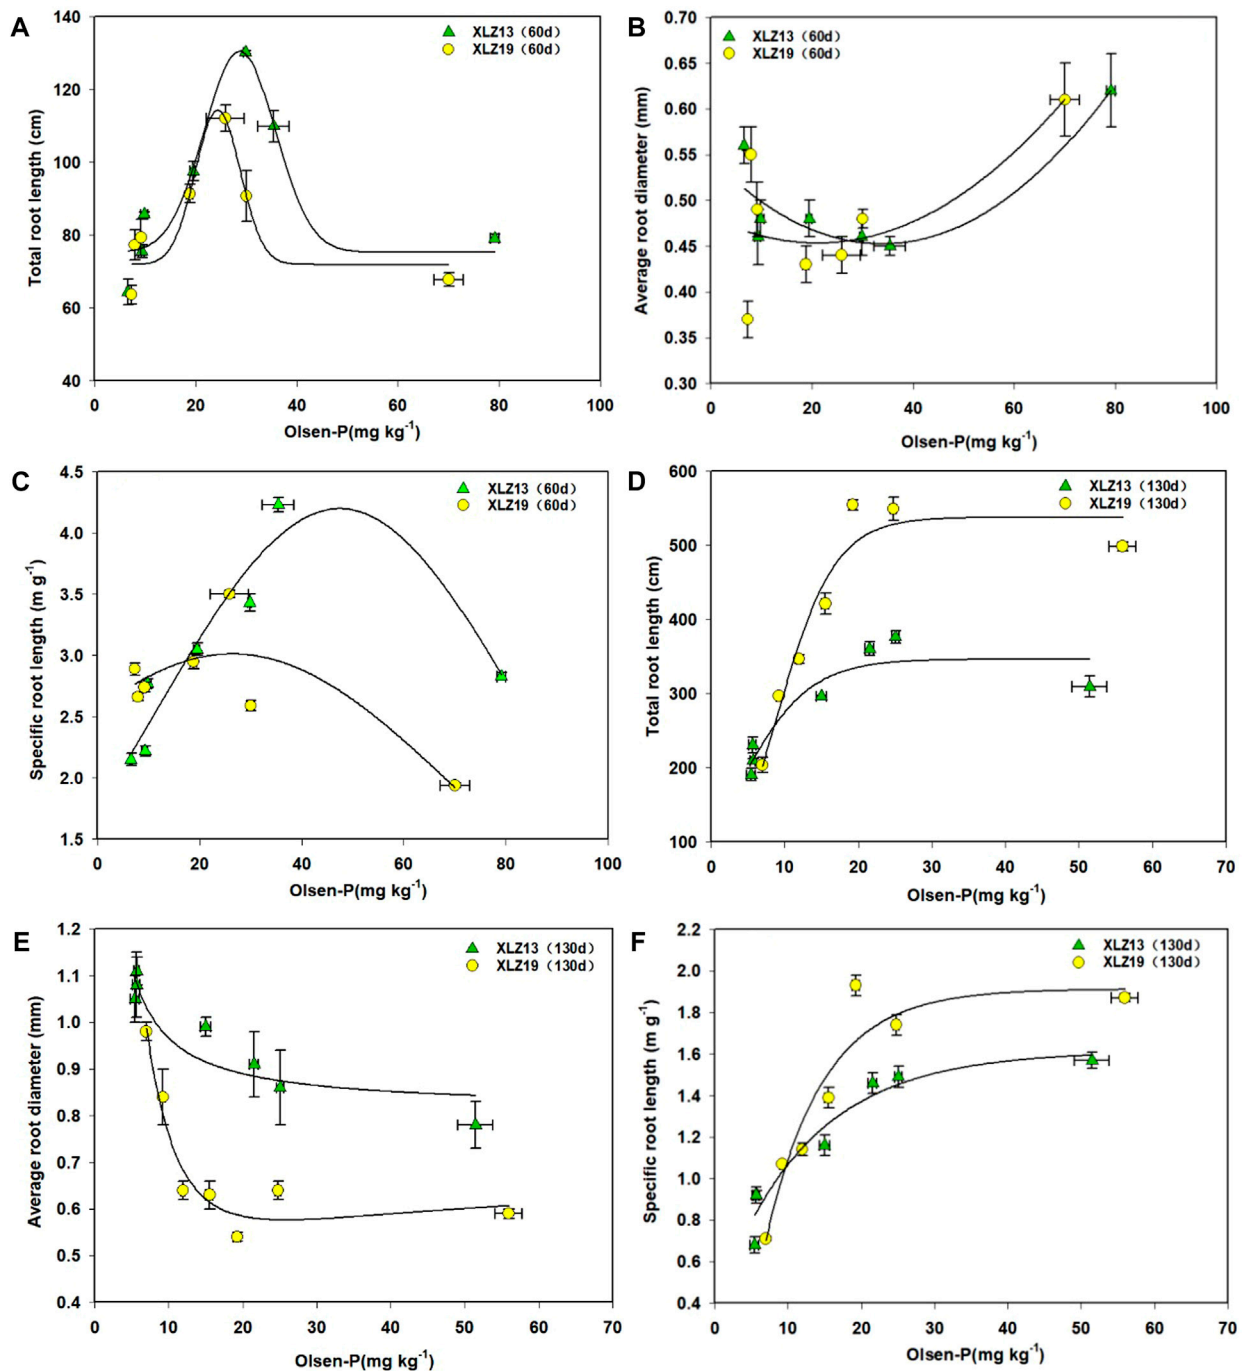 A
XLZ13（60d）
XLZ19（60d）
Total root length (cm)
140
120
100
80
60
40
0 20 40 60 80 100
Olsen-P(mg kg⁻¹)
B
XLZ13（60d）
XLZ19（60d）
Average root diameter (mm)
0.70
0.65
0.60
0.55
0.50
0.45
0.40
0.35
0.30
0 20 40 60 80 100
Olsen-P(mg kg⁻¹)
C
XLZ13（60d）
XLZ19（60d）
Specific root length (m g⁻¹)
4.5
4.0
3.5
3.0
2.5
2.0
1.5
0 20 40 60 80 100
Olsen-P(mg kg⁻¹)
D
XLZ13（130d）
XLZ19（130d）
Total root length (cm)
600
500
400
300
200
100
0 10 20 30 40 50 60 70
Olsen-P(mg kg⁻¹)
E
XLZ13（130d）
XLZ19（130d）
Average root diameter (mm)
1.2
1.1
1.0
0.9
0.8
0.7
0.6
0.5
0.4
0 10 20 30 40 50 60 70
Olsen-P(mg kg⁻¹)
F
XLZ13（130d）
XLZ19（130d）
Specific root length (m g⁻¹)
2.2
2.0
1.8
1.6
1.4
1.2
1.0
0.8
0.6
0.4
0 10 20 30 40 50 60 70
Olsen-P(mg kg⁻¹)